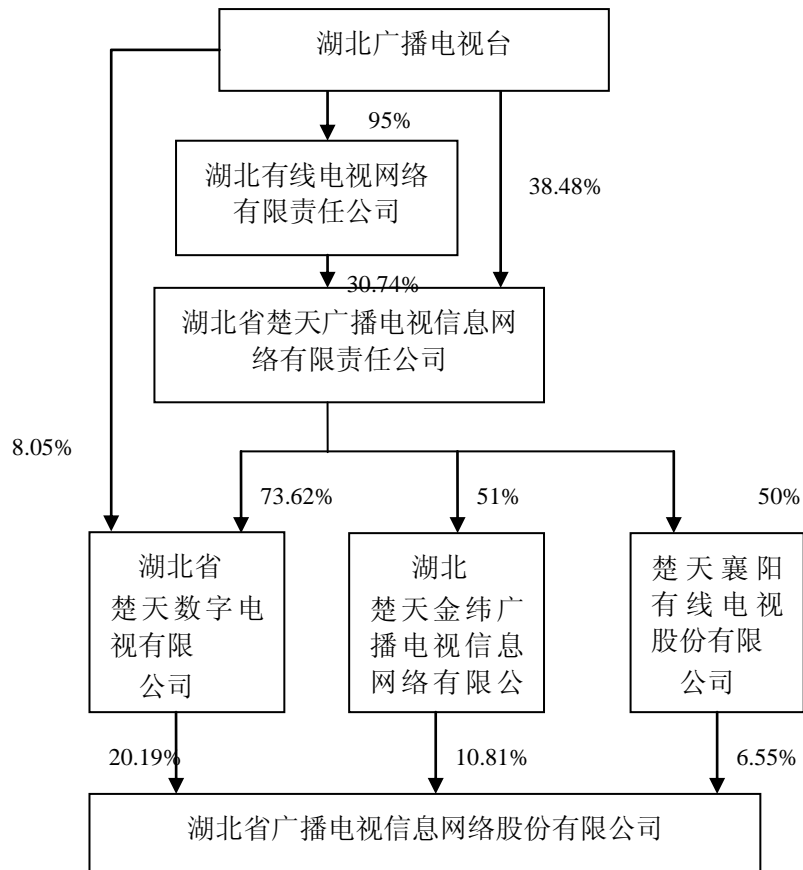 湖北广播电视台
95%
湖北有线电视网络
有限责任公司
38.48%
30.74%
湖北省楚天广播电视信息网
络有限责任公司
8.05%
73.62%
51%
50%
湖北省
楚天数字电
视有限
公司
湖北
楚天金纬广
播电视信息
网络有限公
楚天襄阳
有线电视
股份有限
公司
20.19%
10.81%
6.55%
湖北省广播电视信息网络股份有限公司